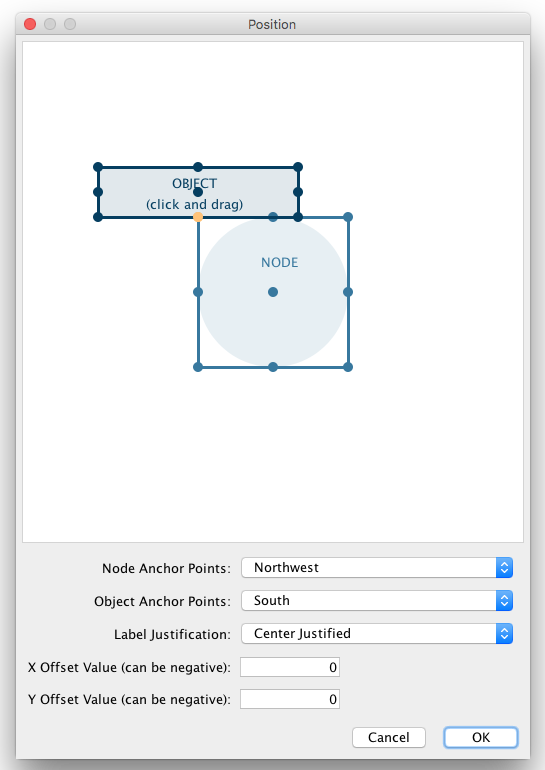 Position
OBJECT
(click and drag)
NODE
Node Anchor Points: Northwest
Object Anchor Points: South
Label Justification: Center Justified
X Offset Value (can be negative): 0
Y Offset Value (can be negative): 0
Cancel OK